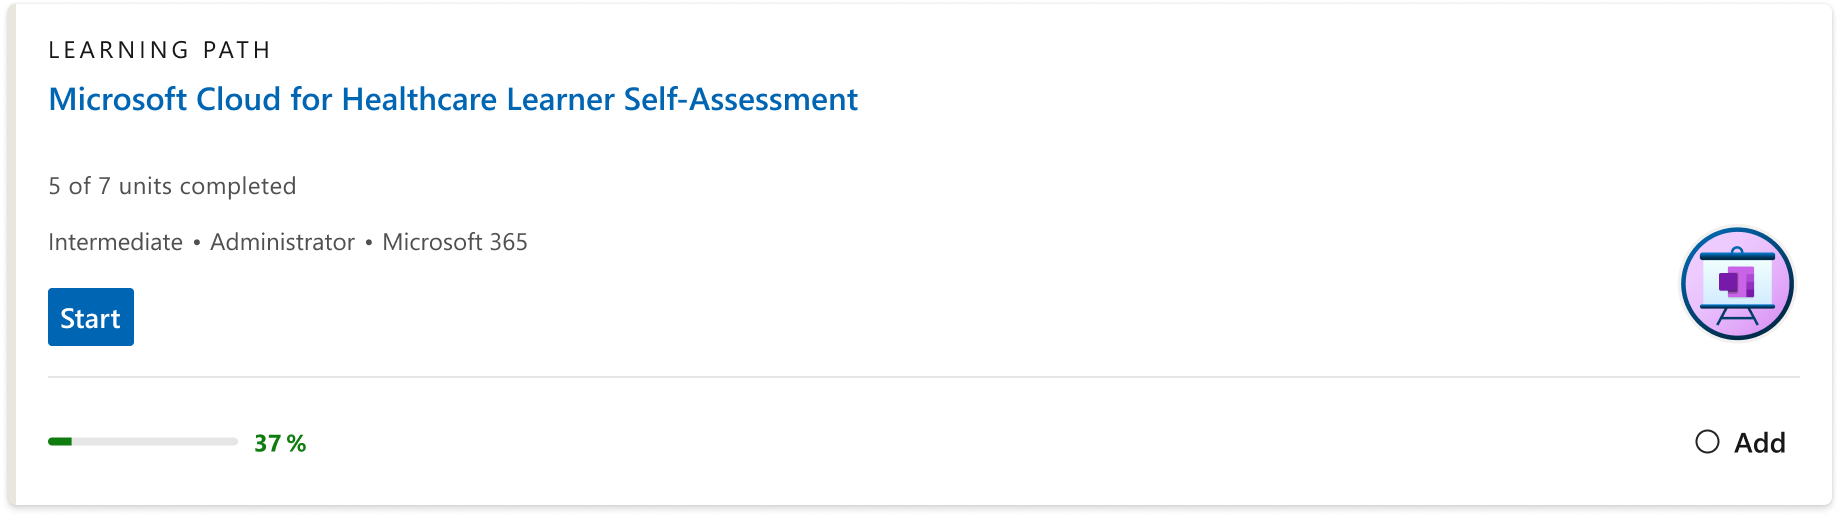 LEARNING PATH
Microsoft Cloud for Healthcare Learner Self-Assessment
5 of 7 units completed
Intermediate • Administrator • Microsoft 365
Start
37 %
Add